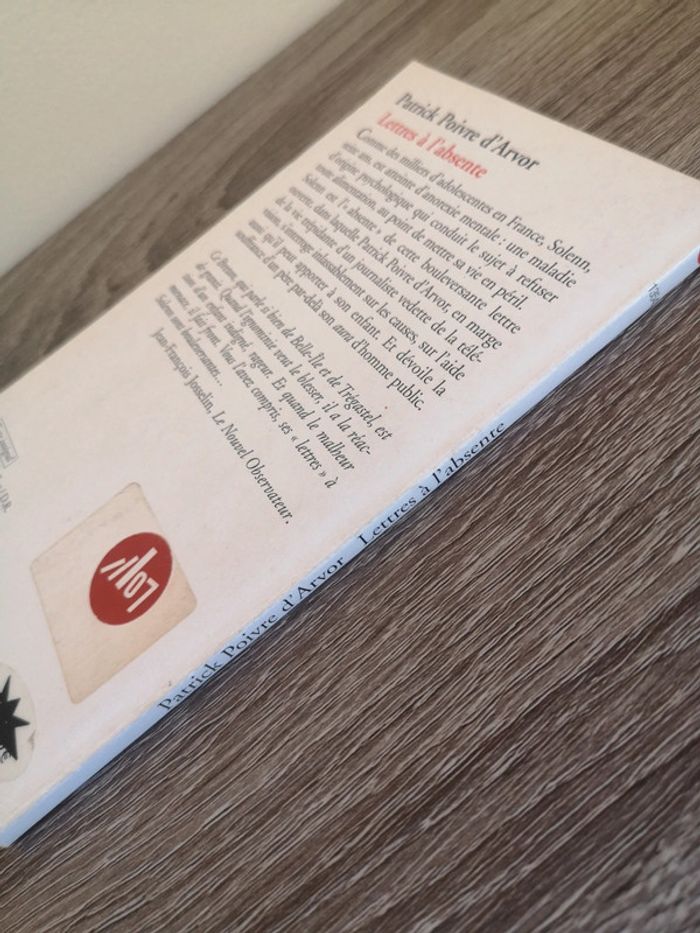 Patrick Poivre d'Arvor
Lettres à l'absente
Comme des milliers d'adolescentes en France, Solenn,
ans, est atteinte d'anorexie mentale : une maladie
d'origine psychologique qui conduit le sujet à refuser
toute alimentation, au point de mettre sa vie en péril.
Solenn est l'« absente » de cette bouleversante lettre
ouverte, dans laquelle Patrick Poivre d'Arvor, en marge
de la vie trépidante d'un journaliste vedette de la télé-
vision, s'interroge inlassablement sur les causes, sur l'aide
aussi qu'il peut apporter à son enfant. Et dévoile la
souffrance d'un père par-delà son aura d'homme public.
Ce Breton, qui parle si bien de Belle-Île et de Trégastel, est
de granit. Quand l'ogronomie veut le blesser, il a la réac-
tion d'un enfant indigné, rageur. Et quand le malheur
menace, il fait front. Vous l'avez compris, ses « lettres » à
Solenn sont bouleversantes...
Jean-François Josselin, Le Nouvel Observateur.
Patrick Poivre d'Arvor Lettres à l'absente